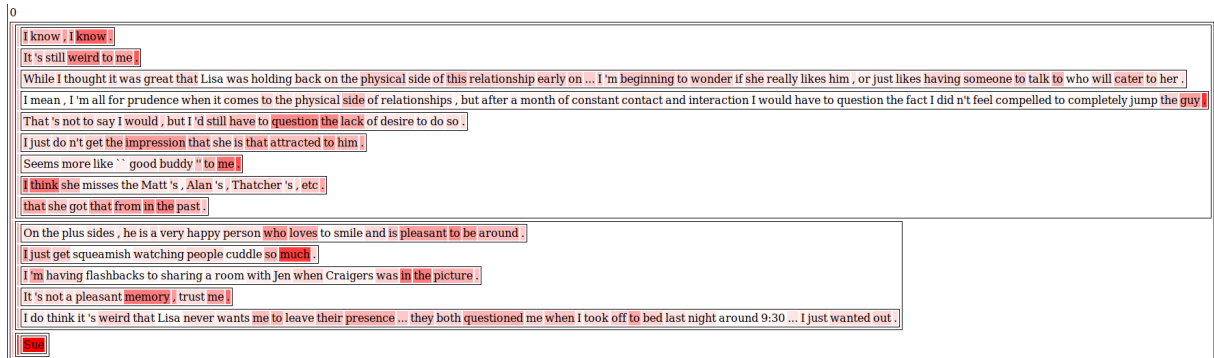 0
I know , I know .
It 's still weird to me .
While I thought it was great that Lisa was holding back on the physical side of this relationship early on ... I 'm beginning to wonder if she really likes him , or just likes having someone to talk to who will cater to her .
I mean , I 'm all for prudence when it comes to the physical side of relationships , but after a month of constant contact and interaction I would have to question the fact I did n't feel compelled to completely jump the guy .
That 's not to say I would , but I 'd still have to question the lack of desire to do so .
I just do n't get the impression that she is that attracted to him .
Seems more like `` good buddy '' to me .
I think she misses the Matt 's , Alan 's , Thatcher 's , etc .
that she got that from in the past .
On the plus sides , he is a very happy person who loves to smile and is pleasant to be around .
I just get squeamish watching people cuddle so much .
I 'm having flashbacks to sharing a room with Jen when Craigers was in the picture .
It 's not a pleasant memory , trust me .
I do think it 's weird that Lisa never wants me to leave their presence ... they both questioned me when I took off to bed last night around 9:30 ... I just wanted out .
Sue